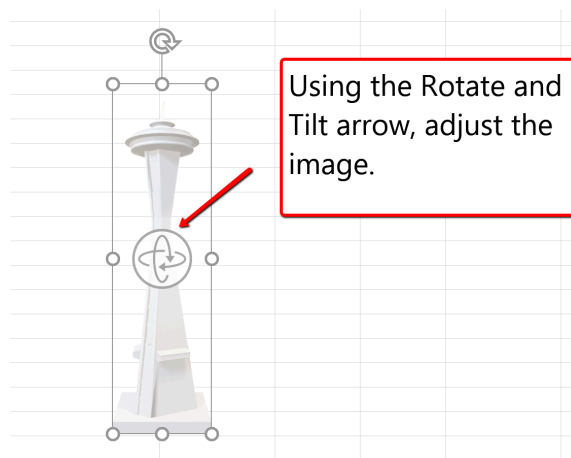 Using the Rotate and
Tilt arrow, adjust the
image.